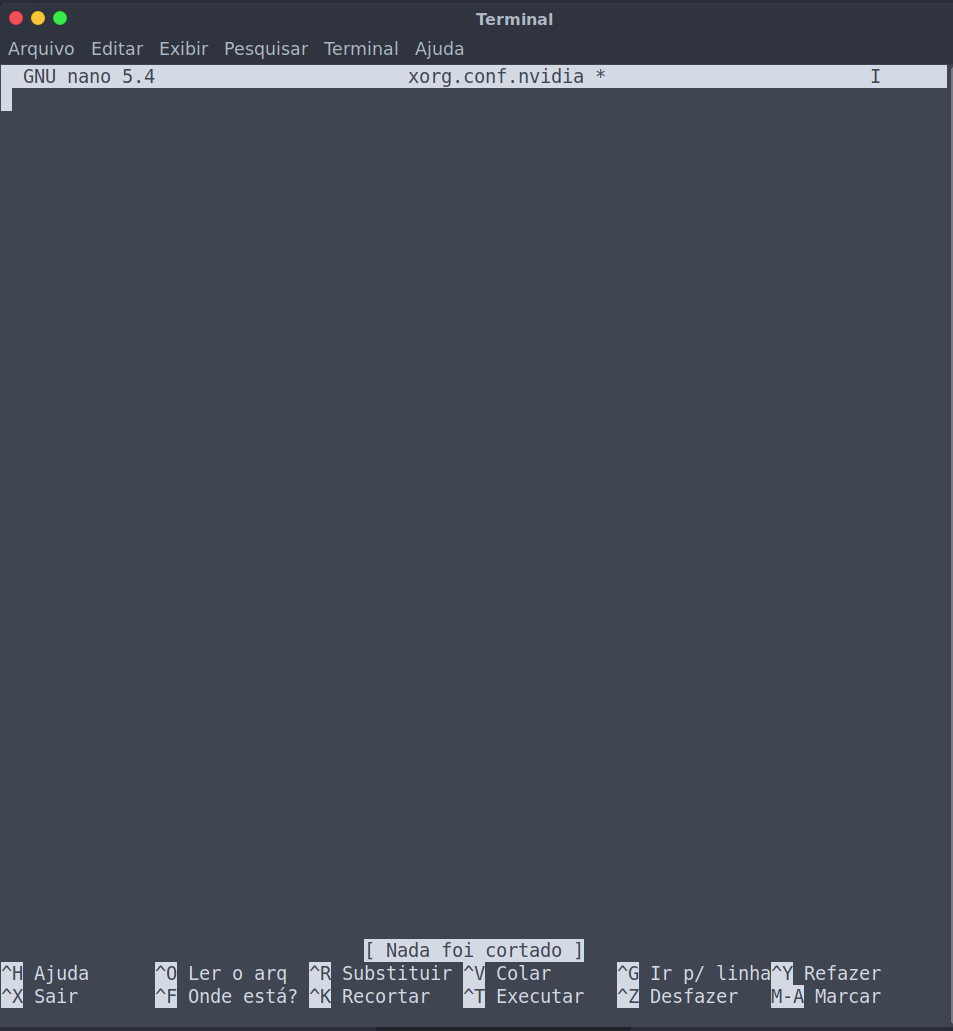 Terminal
Arquivo Editar Exibir Pesquisar Terminal Ajuda
GNU nano 5.4 xorg.conf.nvidia * I
[ Nada foi cortado ]
^H Ajuda ^O Ler o arq ^R Substituir ^V Colar ^G Ir p/ linha ^Y Refazer
^X Sair ^F Onde está? ^K Recortar ^T Executar ^Z Desfazer M-A Marcar